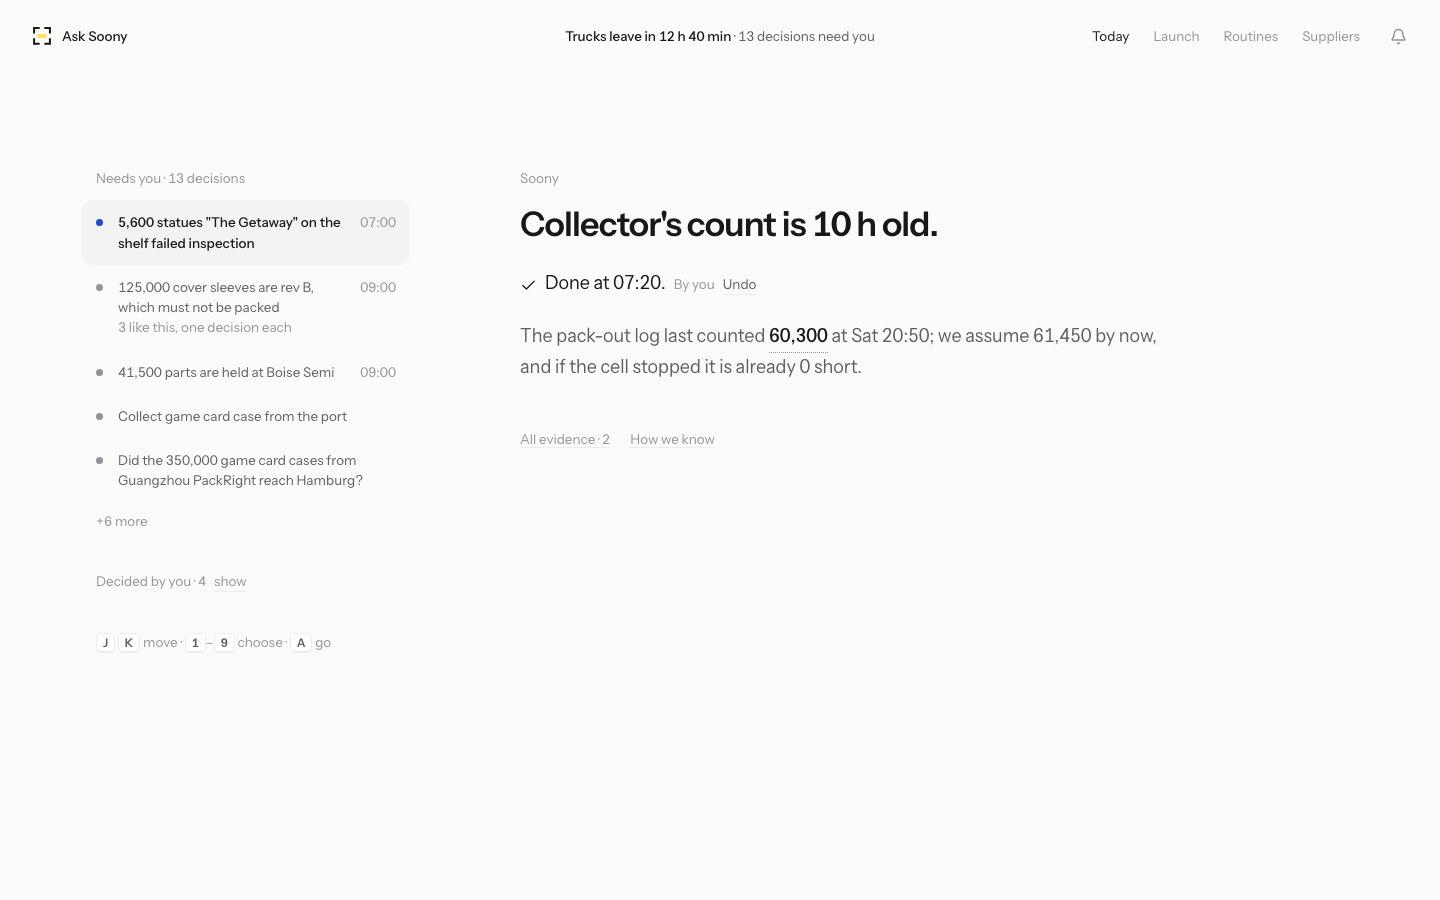 Ask Soony
Trucks leave in 12 h 40 min · 13 decisions need you
Today
Launch
Routines
Suppliers
Needs you · 13 decisions
5,600 statues "The Getaway" on the
shelf failed inspection
07:00
125,000 cover sleeves are rev B,
which must not be packed
3 like this, one decision each
09:00
41,500 parts are held at Boise Semi
09:00
Collect game card case from the port
Did the 350,000 game card cases from
Guangzhou PackRight reach Hamburg?
+6 more
Decided by you · 4 show
J K move · 1 – 9 choose · A go
Soony
Collector's count is 10 h old.
Done at 07:20. By you Undo
The pack-out log last counted 60,300 at Sat 20:50; we assume 61,450 by now,
and if the cell stopped it is already 0 short.
All evidence · 2
How we know